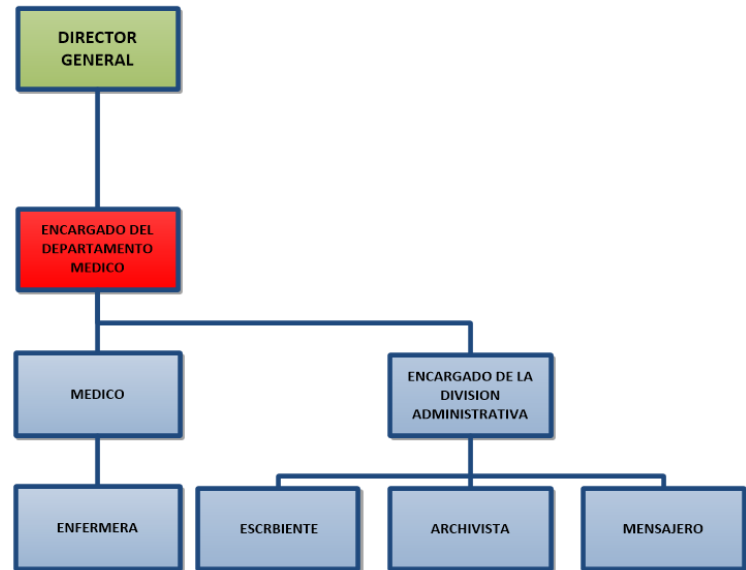 DIRECTOR
GENERAL
ENCARGADO DEL
DEPARTAMENTO
MEDICO
MEDICO
ENCARGADO DE LA
DIVISION
ADMINISTRATIVA
ENFERMERA
ESCRBIENTE
ARCHIVISTA
MENSAJERO